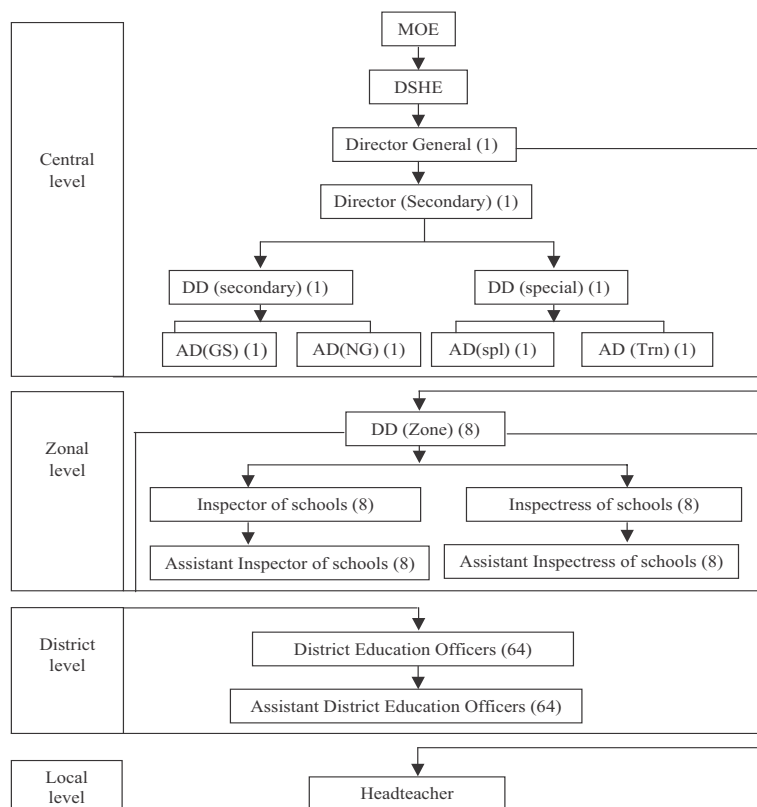 MOE
DSHE
Director General (1)
Central
level
Director (Secondary) (1)
DD (secondary) (1)
DD (special) (1)
AD(GS) (1)
AD(NG) (1)
AD(spl) (1)
AD (Trn) (1)
Zonal
level
DD (Zone) (8)
Inspector of schools (8)
Inspectress of schools (8)
Assistant Inspector of schools (8)
Assistant Inspectress of schools (8)
District
level
District Education Officers (64)
Assistant District Education Officers (64)
Local
level
Headteacher